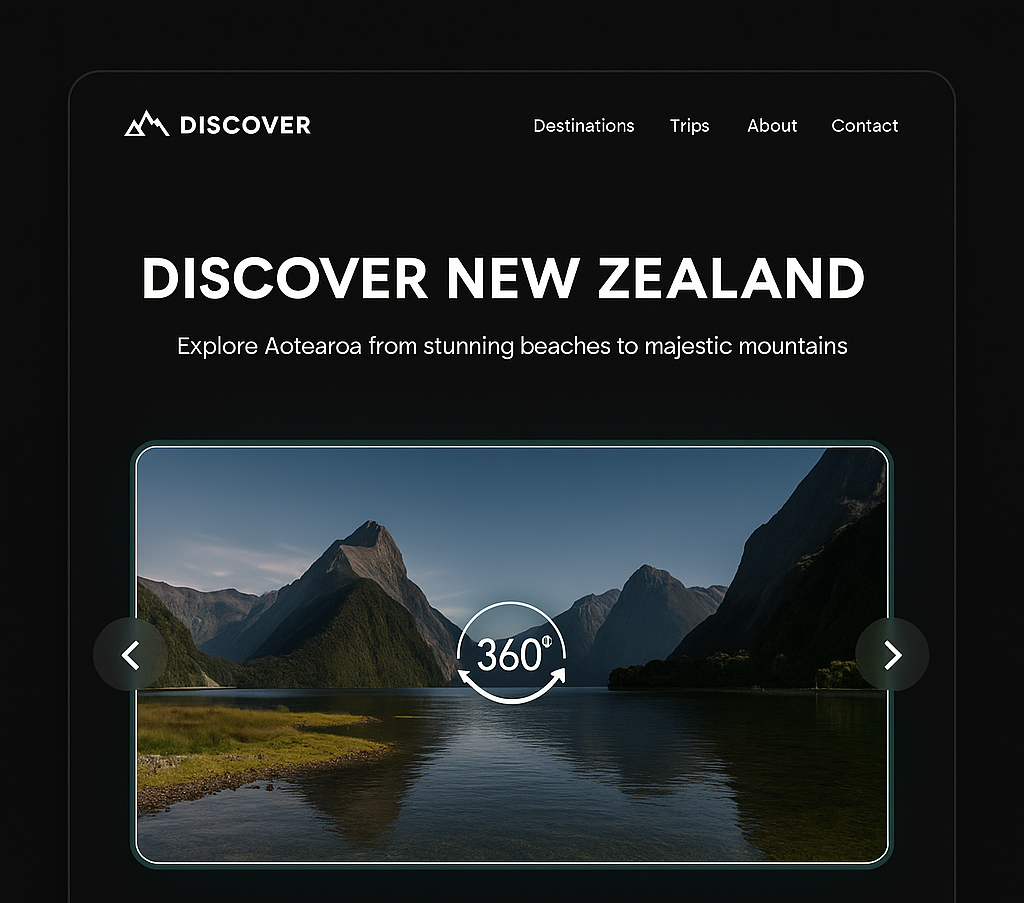 DISCOVER
Destinations Trips About Contact
DISCOVER NEW ZEALAND
Explore Aotearoa from stunning beaches to majestic mountains
360°